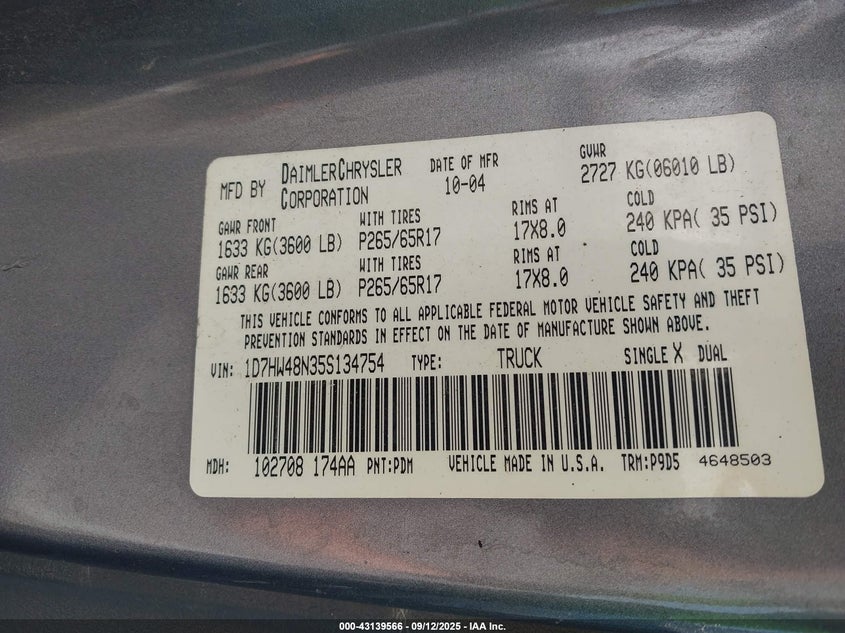 MFD BY DAIMLERCHRYSLER CORPORATION DATE OF MFR 10-04 GVWR 2727 KG(06010 LB)
GAWR FRONT WITH TIRES RIMS AT COLD
1633 KG(3600 LB) P265/65R17 17X8.0 240 KPA( 35 PSI)
GAWR REAR WITH TIRES RIMS AT COLD
1633 KG(3600 LB) P265/65R17 17X8.0 240 KPA( 35 PSI)
THIS VEHICLE CONFORMS TO ALL APPLICABLE FEDERAL MOTOR VEHICLE SAFETY AND THEFT
PREVENTION STANDARDS IN EFFECT ON THE DATE OF MANUFACTURE SHOWN ABOVE.
VIN: 1D7HW48N35S134754 TYPE: TRUCK SINGLE X DUAL
MDH: 102708 174AA PNT:PDM VEHICLE MADE IN U.S.A. TRM:P9D5 4648503
000-43139566 - 09/12/2025 - IAA Inc.